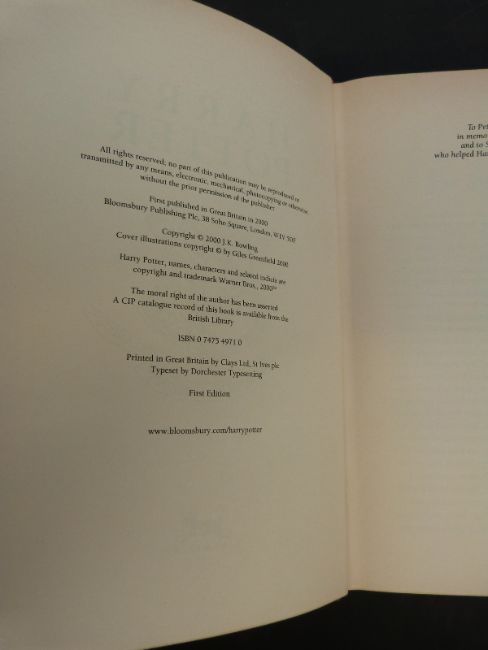 All rights reserved; no part of this publication may be reproduced or
transmitted by any means, electronic, mechanical, photocopying or otherwise
without the prior permission of the publisher
First published in Great Britain in 2000
Bloomsbury Publishing Plc, 38 Soho Square, London, W1V 5DF
Copyright © 2000 J.K. Rowling
Cover illustrations copyright © by Giles Greenfield 2000
Harry Potter, names, characters and related indicia are
copyright and trademark Warner Bros., 2000™
The moral right of the author has been asserted
A CIP catalogue record of this book is available from the
British Library
ISBN 0 7475 4971 0
Printed in Great Britain by Clays Ltd, St Ives plc
Typeset by Dorchester Typesetting
First Edition
www.bloomsbury.com/harrypotter
To Pet
in memo
and to S
who helped Ha